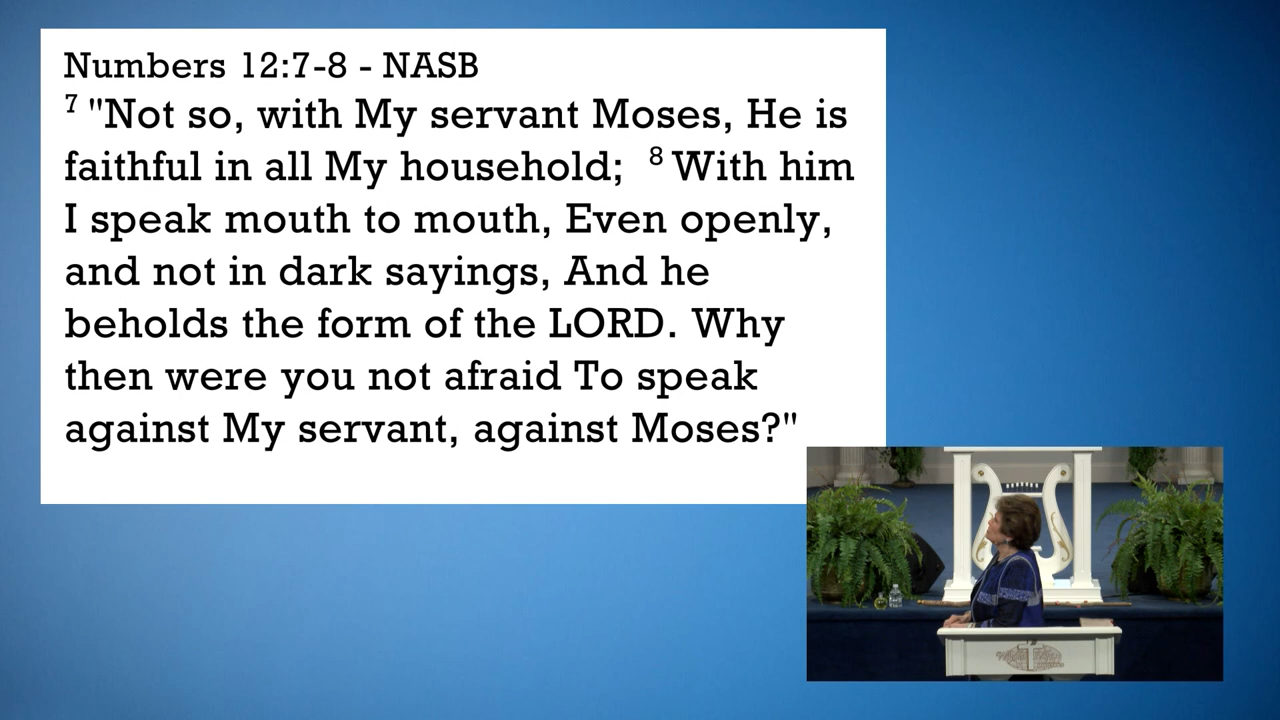 Numbers 12:7-8 - NASB
⁷ "Not so, with My servant Moses, He is
faithful in all My household; ⁸ With him
I speak mouth to mouth, Even openly,
and not in dark sayings, And he
beholds the form of the LORD. Why
then were you not afraid To speak
against My servant, against Moses?"